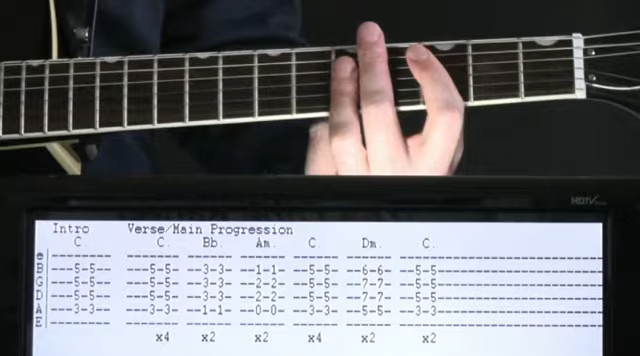 HDTV
Intro Verse/Main Progression
C. C. Bb. Am. C. Dm. C.
e|---------- ---------- ------- ------- ------- ------- -----------------------
B|---5-5---- ---5-5- --3-3- --1-1- --5-5- --6-6- --5-5-----------------------
G|---5-5---- ---5-5- --3-3- --2-2- --5-5- --7-7- --5-5-----------------------
D|---5-5---- ---5-5- --3-3- --2-2- --5-5- --7-7- --5-5-----------------------
A|---3-3---- ---3-3- --1-1- --0-0- --3-3- --5-5- --3-3-----------------------
E|---------- ---------- ------- ------- ------- ------- -----------------------
x4 x2 x2 x4 x2 x2